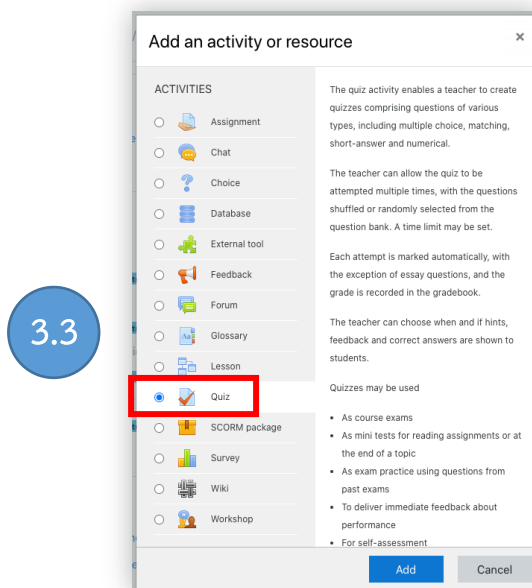 Add an activity or resource
×
ACTIVITIES
Assignment
Chat
Choice
Database
External tool
Feedback
Forum
Glossary
Lesson
Quiz
SCORM package
Survey
Wiki
Workshop
The quiz activity enables a teacher to create
quizzes comprising questions of various
types, including multiple choice, matching,
short-answer and numerical.
The teacher can allow the quiz to be
attempted multiple times, with the questions
shuffled or randomly selected from the
question bank. A time limit may be set.
Each attempt is marked automatically, with
the exception of essay questions, and the
grade is recorded in the gradebook.
The teacher can choose when and if hints,
feedback and correct answers are shown to
students.
Quizzes may be used
• As course exams
• As mini tests for reading assignments or at
the end of a topic
• As exam practice using questions from
past exams
• To deliver immediate feedback about
performance
• For self-assessment
Add
Cancel
3.3